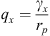 $q_x = \frac{\gamma_x}{r_p}$